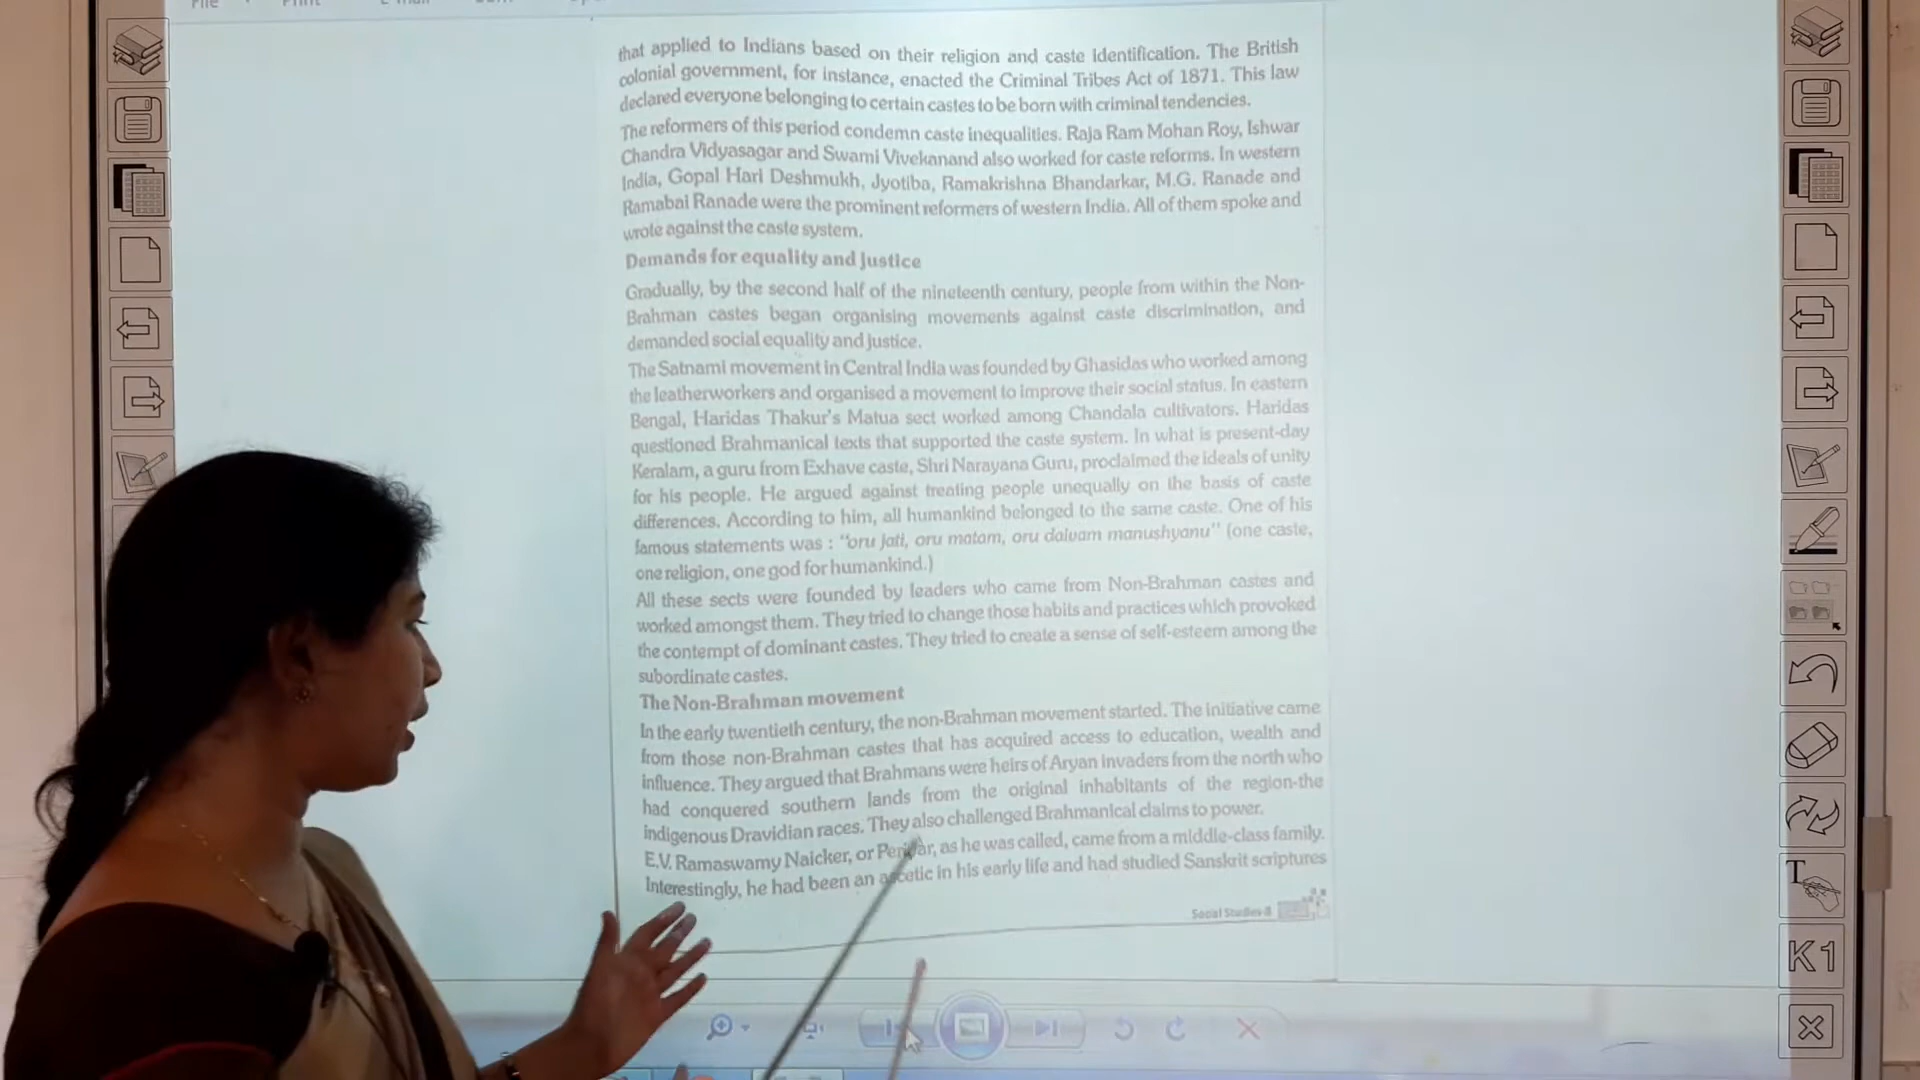 File Print E-mail
that applied to Indians based on their religion and caste identification. The British
colonial government, for instance, enacted the Criminal Tribes Act of 1871. This law
declared everyone belonging to certain castes to be born with criminal tendencies.
The reformers of this period condemn caste inequalities. Raja Ram Mohan Roy, Ishwar
Chandra Vidyasagar and Swami Vivekanand also worked for caste reforms. In western
India, Gopal Hari Deshmukh, Jyotiba, Ramakrishna Bhandarkar, M.G. Ranade and
Ramabai Ranade were the prominent reformers of western India. All of them spoke and
wrote against the caste system.
Demands for equality and justice
Gradually, by the second half of the nineteenth century, people from within the Non-
Brahman castes began organising movements against caste discrimination, and
demanded social equality and justice.
The Satnami movement in Central India was founded by Ghasidas who worked among
the leatherworkers and organised a movement to improve their social status. In eastern
Bengal, Haridas Thakur's Matua sect worked among Chandala cultivators. Haridas
questioned Brahmanical texts that supported the caste system. In what is present-day
Keralam, a guru from Exhave caste, Shri Narayana Guru, proclaimed the ideals of unity
for his people. He argued against treating people unequally on the basis of caste
differences. According to him, all humankind belonged to the same caste. One of his
famous statements was : "oru jati, oru matam, oru daivam manushyanu" (one caste,
one religion, one god for humankind.)
All these sects were founded by leaders who came from Non-Brahman castes and
worked amongst them. They tried to change those habits and practices which provoked
the contempt of dominant castes. They tried to create a sense of self-esteem among the
subordinate castes.
The Non-Brahman movement
In the early twentieth century, the non-Brahman movement started. The initiative came
from those non-Brahman castes that has acquired access to education, wealth and
influence. They argued that Brahmans were heirs of Aryan invaders from the north who
had conquered southern lands from the original inhabitants of the region-the
indigenous Dravidian races. They also challenged Brahmanical claims to power.
E.V. Ramaswamy Naicker, or Periyar, as he was called, came from a middle-class family.
Interestingly, he had been an ascetic in his early life and had studied Sanskrit scriptures
Social Studies-8
T
K1